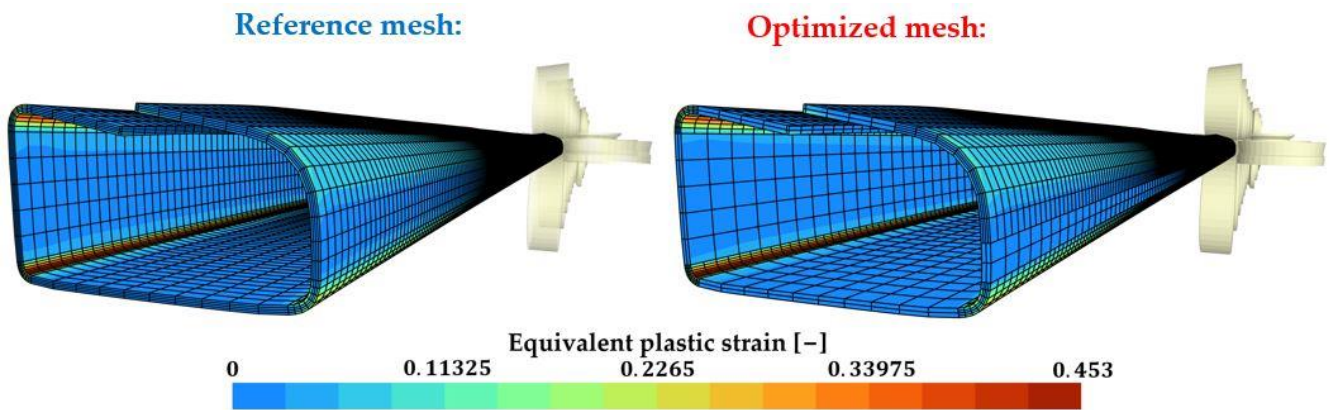 Reference mesh:
Optimized mesh:
Equivalent plastic strain [−]
0 0.11325 0.2265 0.33975 0.453